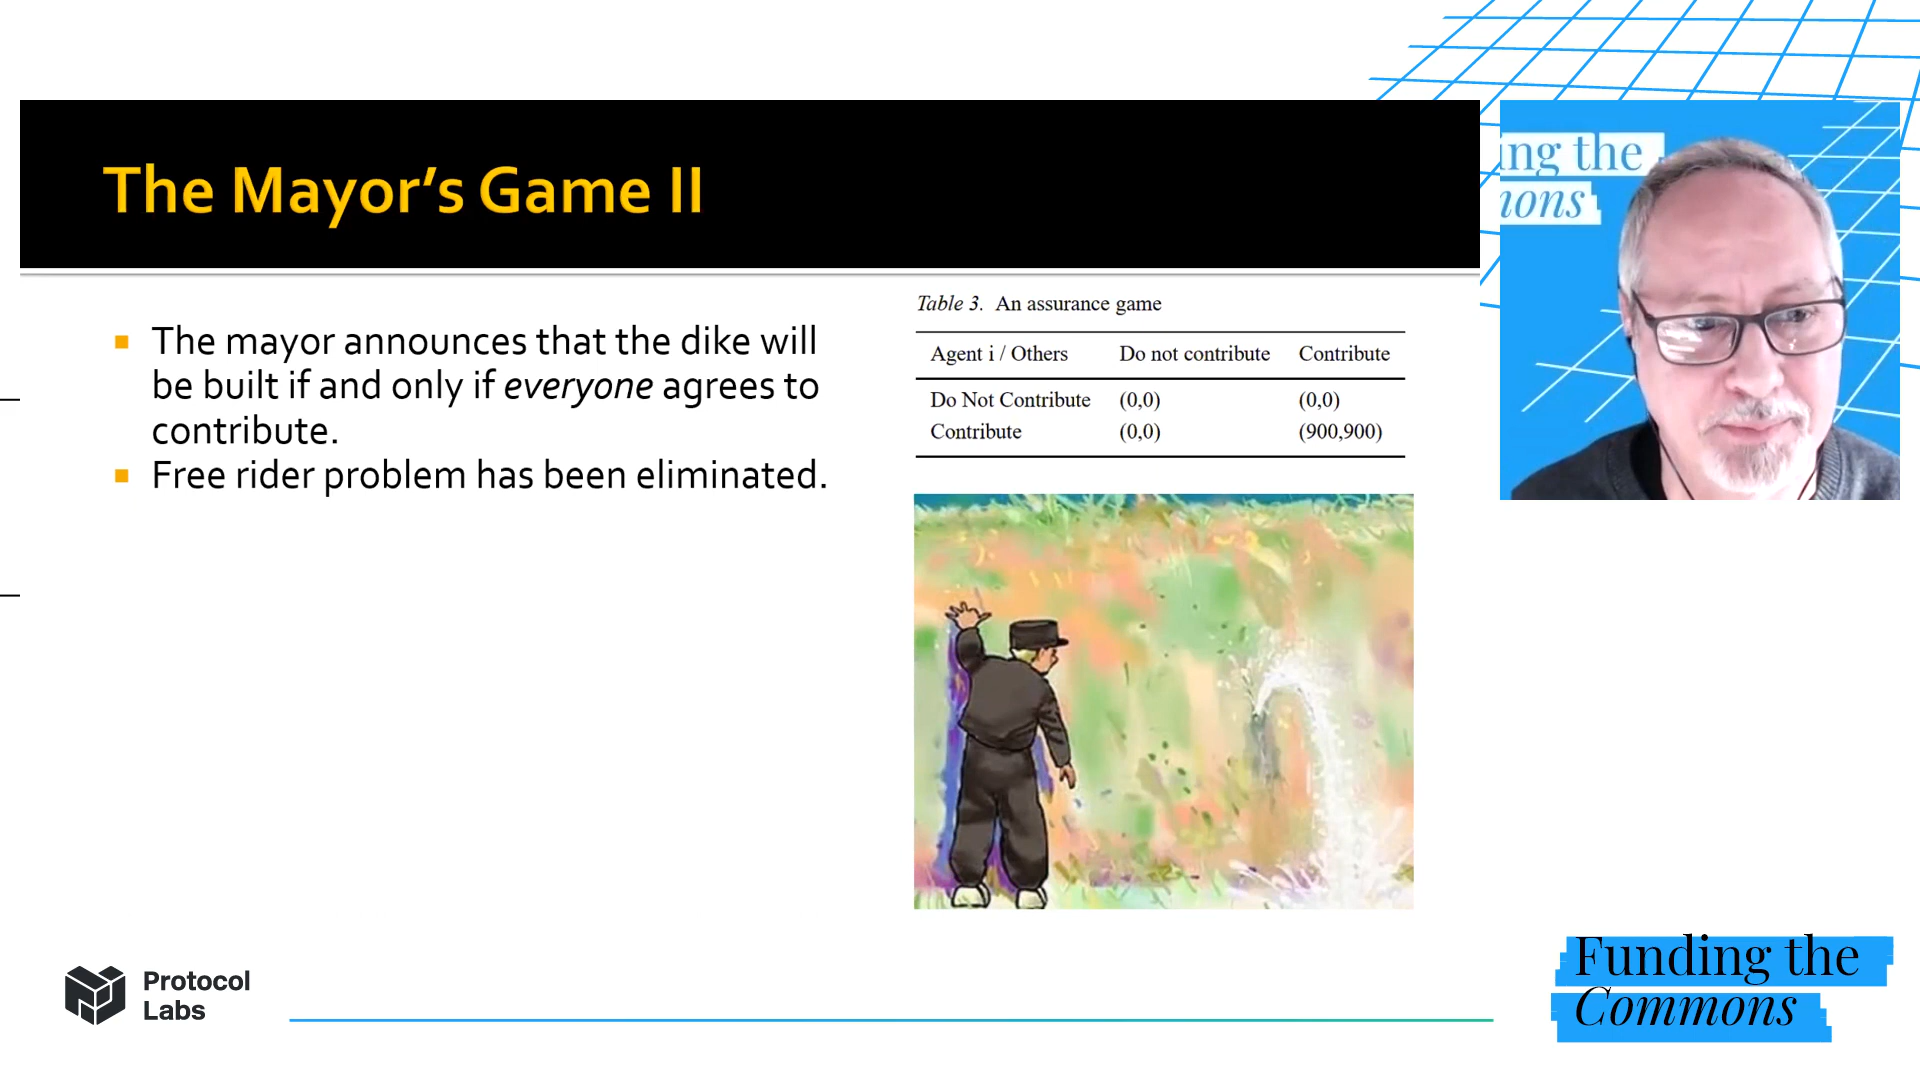 The Mayor's Game II
The mayor announces that the dike will
be built if and only if everyone agrees to
contribute.
Free rider problem has been eliminated.
Table 3. An assurance game
Agent i / Others Do not contribute Contribute
Do Not Contribute (0,0) (0,0)
Contribute (0,0) (900,900)
ing the
Protocol
Labs
Funding the
Commons